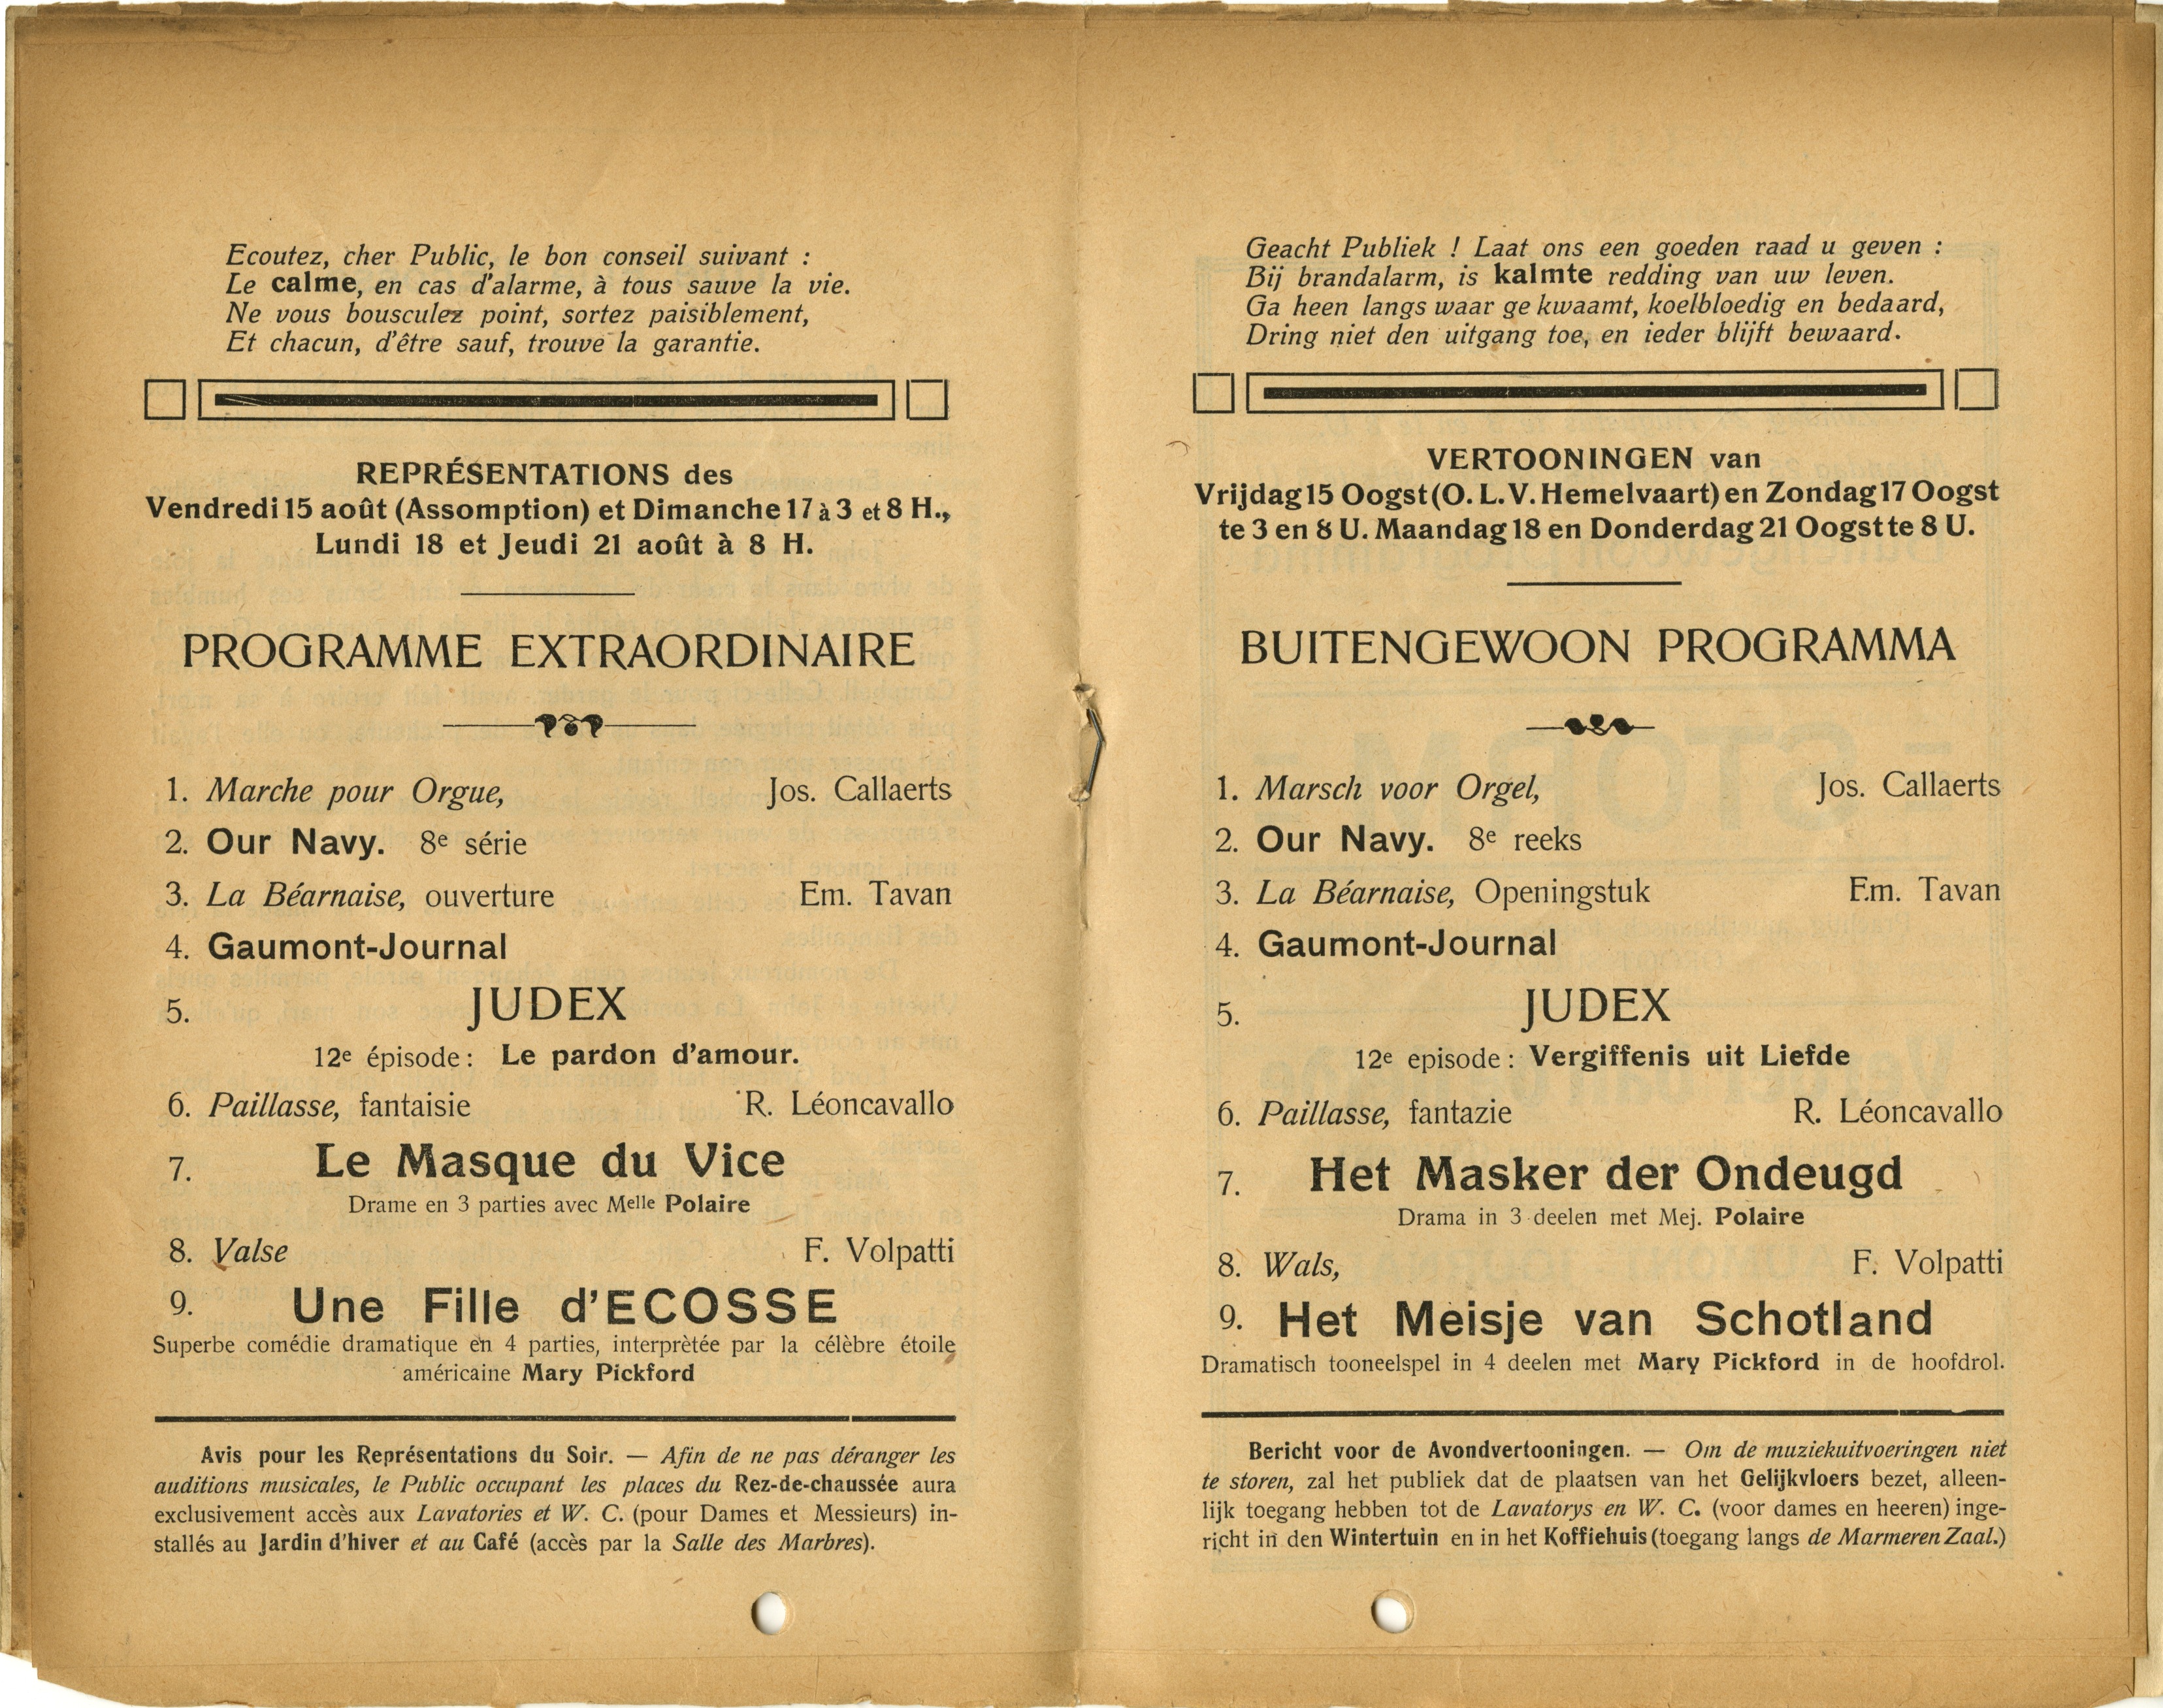 Ecoutez, cher Public, le bon conseil suivant :
Le calme, en cas d'alarme, à tous sauve la vie.
Ne vous bousculez point, sortez paisiblement,
Et chacun, d'être sauf, trouve la garantie.
REPRÉSENTATIONS des
Vendredi 15 août (Assomption) et Dimanche 17 à 3 et 8 H.,
Lundi 18 et Jeudi 21 août à 8 H.
PROGRAMME EXTRAORDINAIRE
1. Marche pour Orgue, Jos. Callaerts
2. Our Navy. 8e série
3. La Béarnaise, ouverture Em. Tavan
4. Gaumont-Journal
5. JUDEX
12e épisode : Le pardon d'amour.
6. Paillasse, fantaisie R. Léoncavallo
7. Le Masque du Vice
Drame en 3 parties avec Melle Polaire
8. Valse F. Volpatti
9. Une Fille d'ECOSSE
Superbe comédie dramatique en 4 parties, interprètée par la célèbre étoile
américaine Mary Pickford
Avis pour les Représentations du Soir. — Afin de ne pas déranger les
auditions musicales, le Public occupant les places du Rez-de-chaussée aura
exclusivement accès aux Lavatories et W. C. (pour Dames et Messieurs) in-
stallés au Jardin d'hiver et au Café (accès par la Salle des Marbres).
Geacht Publiek ! Laat ons een goeden raad u geven :
Bij brandalarm, is kalmte redding van uw leven.
Ga heen langs waar ge kwaamt, koelbloedig en bedaard,
Dring niet den uitgang toe, en ieder blijft bewaard.
VERTOONINGEN van
Vrijdag 15 Oogst (O. L. V. Hemelvaart) en Zondag 17 Oogst
te 3 en 8 U. Maandag 18 en Donderdag 21 Oogst te 8 U.
BUITENGEWOON PROGRAMMA
1. Marsch voor Orgel, Jos. Callaerts
2. Our Navy. 8e reeks
3. La Béarnaise, Openingstuk Em. Tavan
4. Gaumont-Journal
5. JUDEX
12e episode : Vergiffenis uit Liefde
6. Paillasse, fantazie R. Léoncavallo
7. Het Masker der Ondeugd
Drama in 3 deelen met Mej. Polaire
8. Wals, F. Volpatti
9. Het Meisje van Schotland
Dramatisch tooneelspel in 4 deelen met Mary Pickford in de hoofdrol.
Bericht voor de Avondvertooningen. — Om de muziekuitvoeringen niet
te storen, zal het publiek dat de plaatsen van het Gelijkvloers bezet, alleen-
lijk toegang hebben tot de Lavatorys en W. C. (voor dames en heeren) inge-
richt in den Wintertuin en in het Koffiehuis (toegang langs de Marmeren Zaal.)